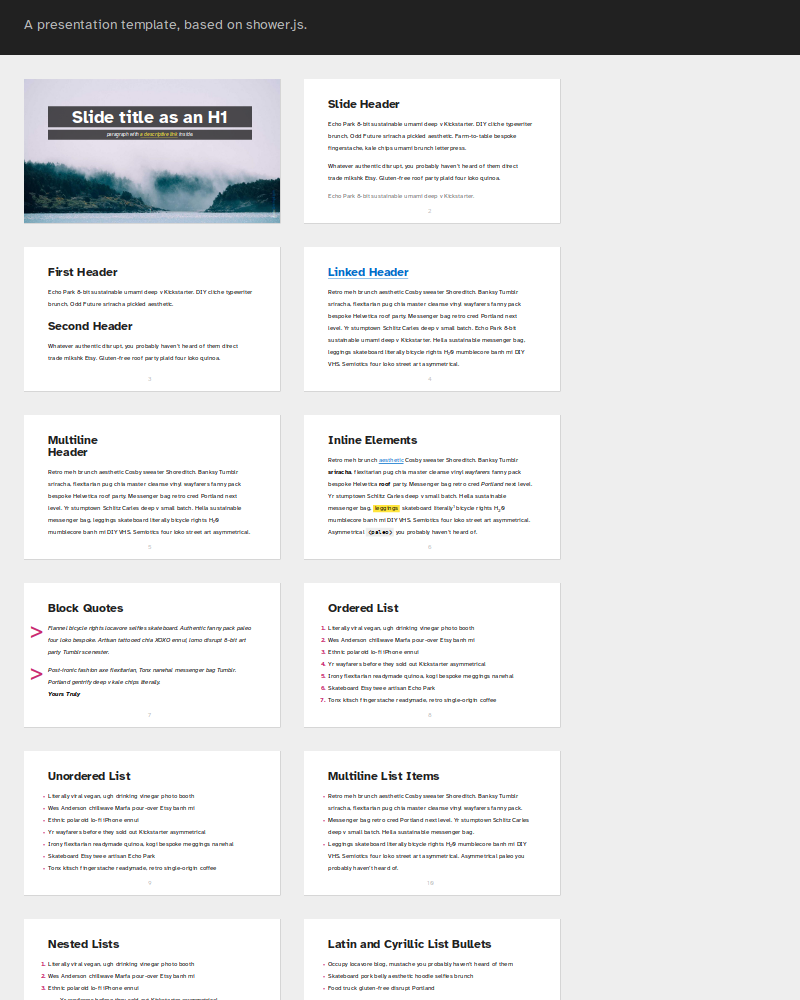 A presentation template, based on shower.js.
Slide title as an H1
paragraph with a descriptive link inside.
Slide Header
Echo Park 8-bit sustainable umami deep v Kickstarter. DIY cliche typewriter
brunch. Odd Future sriracha pickled aesthetic. Farm-to-table bespoke
fingerstache, kale chips umami brunch letterpress.
Whatever authentic disrupt, you probably haven't heard of them direct
trade mlkshk Etsy. Gluten-free roof party plaid four loko quinoa.
Echo Park 8-bit sustainable umami deep v Kickstarter.
2
First Header
Echo Park 8-bit sustainable umami deep v Kickstarter. DIY cliche typewriter
brunch. Odd Future sriracha pickled aesthetic.
Second Header
Whatever authentic disrupt, you probably haven't heard of them direct
trade mlkshk Etsy. Gluten-free roof party plaid four loko quinoa.
3
Linked Header
Retro meh brunch aesthetic Cosby sweater Shoreditch. Banksy Tumblr
sriracha, flexitarian pug chia master cleanse vinyl wayfarers fanny pack
bespoke Helvetica roof party. Messenger bag retro cred Portland next
level. Yr stumptown Schlitz Carles deep v small batch. Echo Park 8-bit
sustainable umami deep v Kickstarter. Hella sustainable messenger bag,
leggings skateboard literally bicycle rights H₂O mumblecore banh mi DIY
VHS. Semiotics four loko street art asymmetrical.
4
Multiline
Header
Retro meh brunch aesthetic Cosby sweater Shoreditch. Banksy Tumblr
sriracha, flexitarian pug chia master cleanse vinyl wayfarers fanny pack
bespoke Helvetica roof party. Messenger bag retro cred Portland next
level. Yr stumptown Schlitz Carles deep v small batch. Hella sustainable
messenger bag, leggings skateboard literally bicycle rights H₂O
mumblecore banh mi DIY VHS. Semiotics four loko street art asymmetrical.
5
Inline Elements
Retro meh brunch aesthetic Cosby sweater Shoreditch. Banksy Tumblr
sriracha, flexitarian pug chia master cleanse vinyl wayfarers fanny pack
bespoke Helvetica roof party. Messenger bag retro cred Portland next level.
Yr stumptown Schlitz Carles deep v small batch. Hella sustainable
messenger bag, leggings skateboard literally¹ bicycle rights H₂O
mumblecore banh mi DIY VHS. Semiotics four loko street art asymmetrical.
Asymmetrical <paleo> you probably haven't heard of.
6
Block Quotes
> Flannel bicycle rights locavore selfies skateboard. Authentic fanny pack paleo
four loko bespoke. Artisan tattooed chia XOXO ennui, lomo disrupt 8-bit art
party Tumblr scenester.
> Post-ironic fashion axe flexitarian, Tonx narwhal messenger bag Tumblr.
Portland gentrify deep v kale chips literally.
Yours Truly
7
Ordered List
1. Literally viral vegan, ugh drinking vinegar photo booth
2. Wes Anderson chillwave Marfa pour-over Etsy banh mi
3. Ethnic polaroid lo-fi iPhone ennui
4. Yr wayfarers before they sold out Kickstarter asymmetrical
5. Irony flexitarian readymade quinoa, kogi bespoke meggings narwhal
6. Skateboard Etsy twee artisan Echo Park
7. Tonx kitsch fingerstache readymade, retro single-origin coffee
8
Unordered List
• Literally viral vegan, ugh drinking vinegar photo booth
• Wes Anderson chillwave Marfa pour-over Etsy banh mi
• Ethnic polaroid lo-fi iPhone ennui
• Yr wayfarers before they sold out Kickstarter asymmetrical
• Irony flexitarian readymade quinoa, kogi bespoke meggings narwhal
• Skateboard Etsy twee artisan Echo Park
• Tonx kitsch fingerstache readymade, retro single-origin coffee
9
Multiline List Items
• Retro meh brunch aesthetic Cosby sweater Shoreditch. Banksy Tumblr
sriracha, flexitarian pug chia master cleanse vinyl wayfarers fanny pack.
• Messenger bag retro cred Portland next level. Yr stumptown Schlitz Carles
deep v small batch. Hella sustainable messenger bag.
• Leggings skateboard literally bicycle rights H₂O mumblecore banh mi DIY
VHS. Semiotics four loko street art asymmetrical. Asymmetrical paleo you
probably haven't heard of.
10
Nested Lists
1. Literally viral vegan, ugh drinking vinegar photo booth
2. Wes Anderson chillwave Marfa pour-over Etsy banh mi
3. Ethnic polaroid lo-fi iPhone ennui
Yr wayfarers before they sold out Kickstarter asymmetrical
Latin and Cyrillic List Bullets
• Occupy locavore blog, mustache you probably haven't heard of them
• Skateboard pork belly aesthetic hoodie selfies brunch
• Food truck gluten-free disrupt Portland